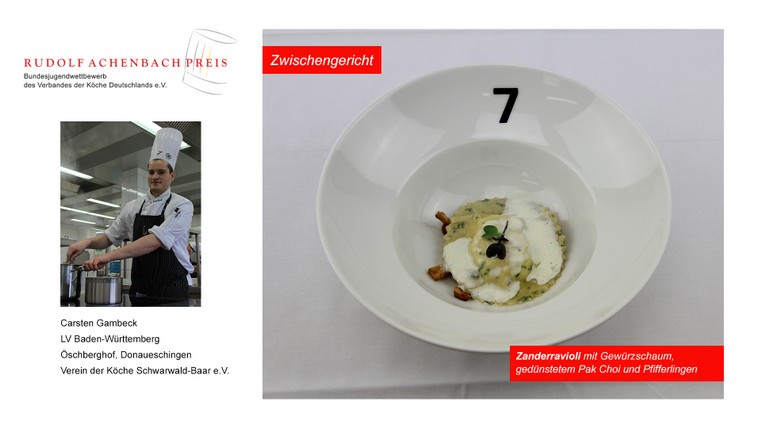 RUDOLF ACHENBACH PREIS
Bundesjugendwettbewerb
des Verbandes der Köche Deutschlands e.V.
Zwischengericht
7
Carsten Gambeck
LV Baden-Württemberg
Öschberghof, Donaueschingen
Verein der Köche Schwarwald-Baar e.V.
Zanderravioli mit Gewürzschaum,
gedünstetem Pak Choi und Pfifferlingen